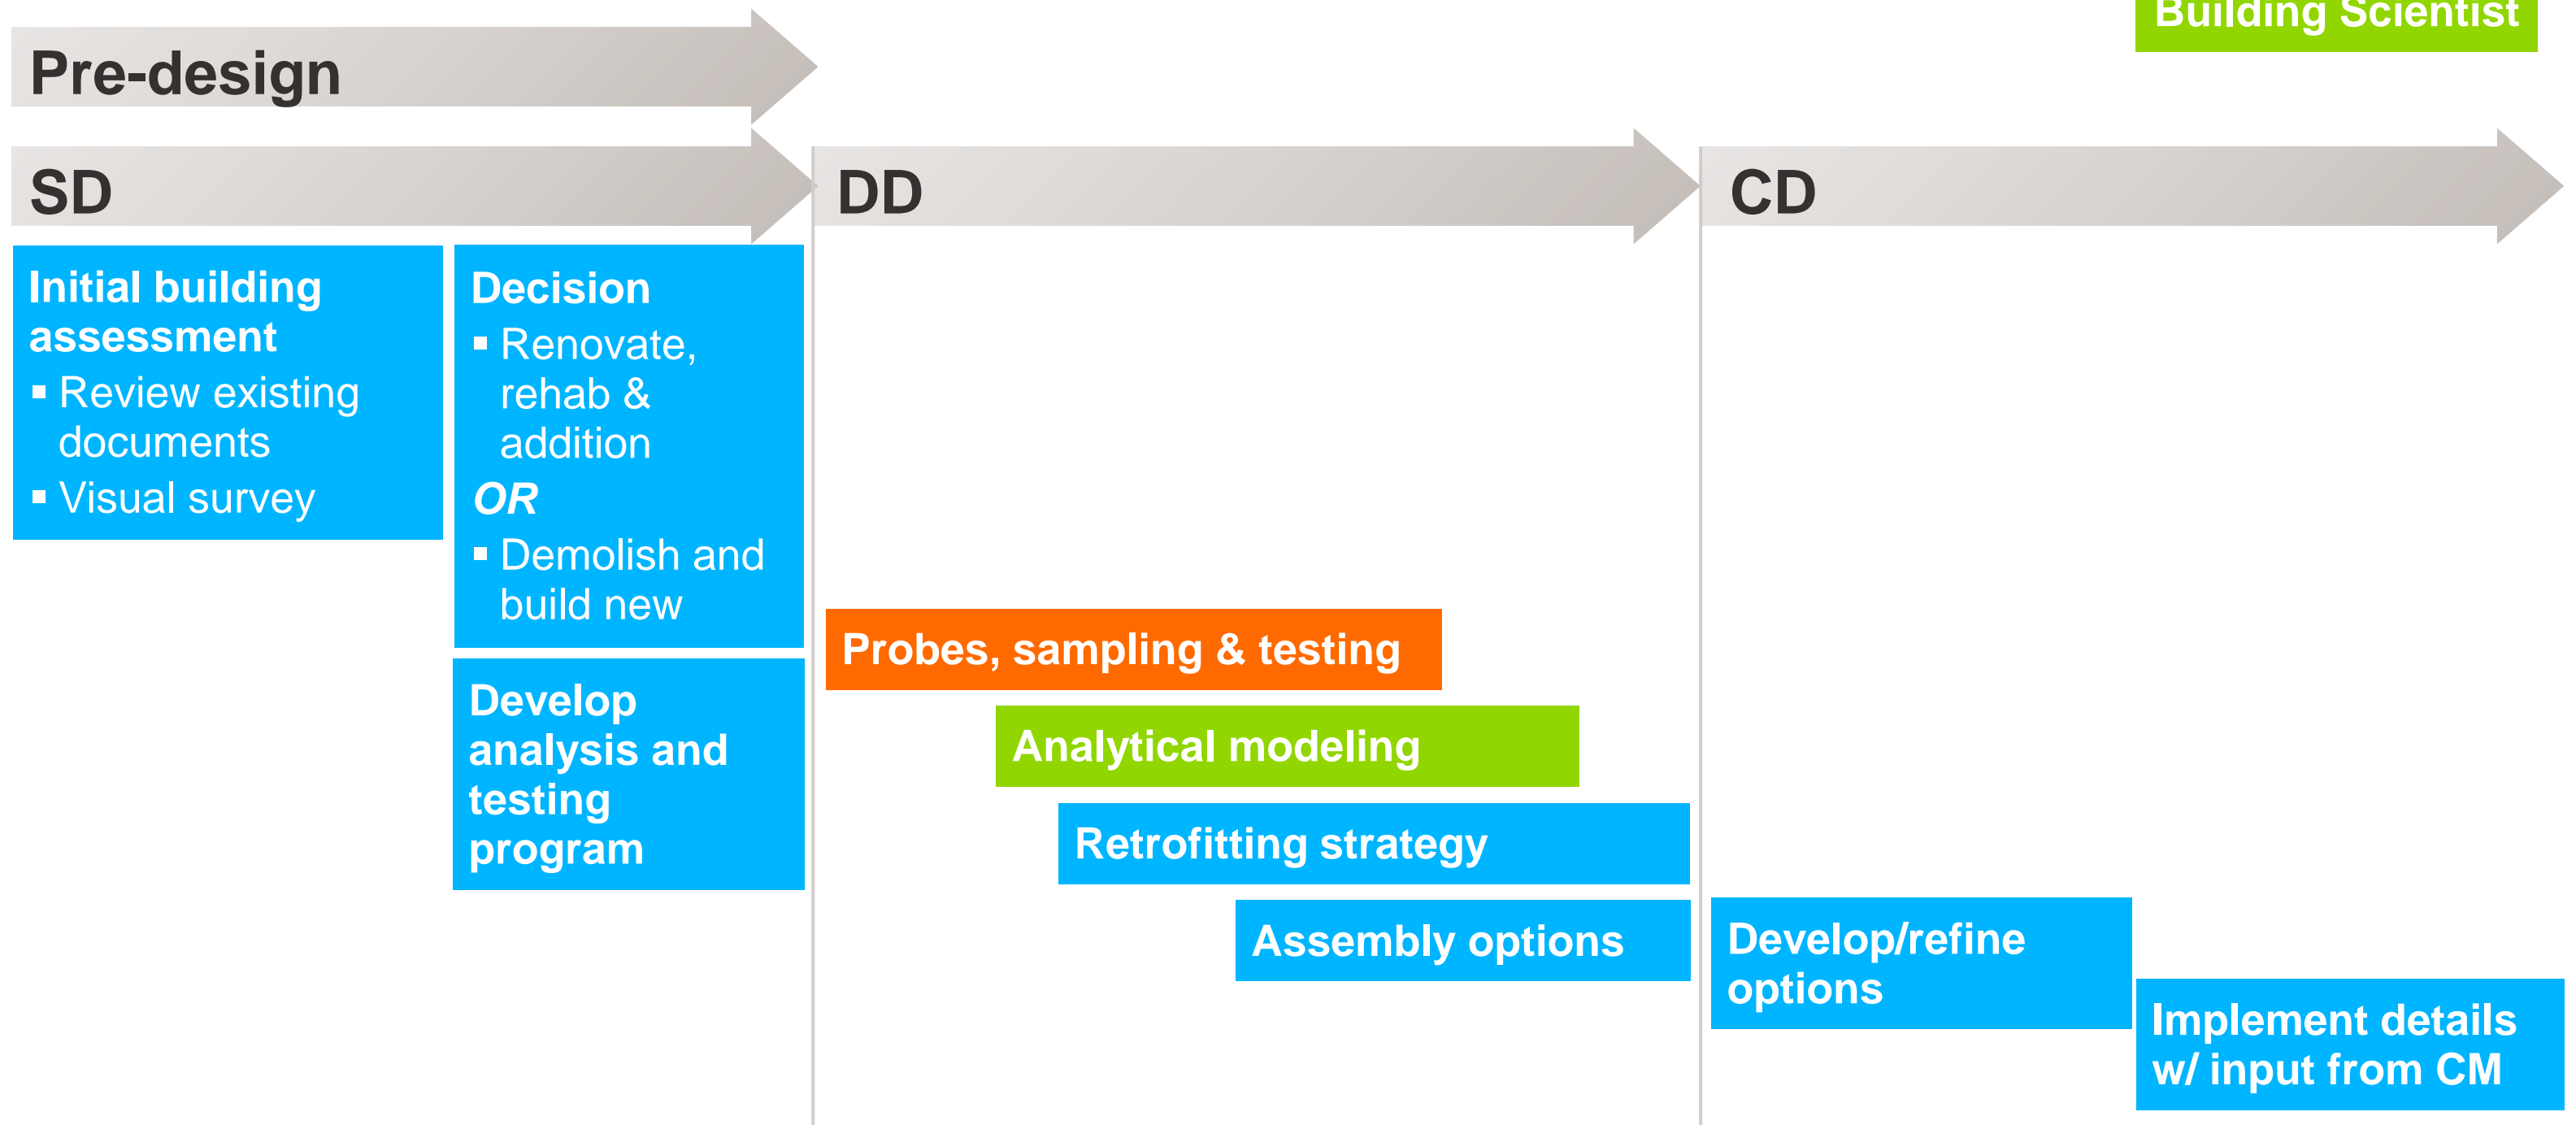 Building Scientist
Pre-design
SD
DD
CD
Initial building
assessment
▪ Review existing
documents
▪ Visual survey
Decision
▪ Renovate,
rehab &
addition
OR
▪ Demolish and
build new
Develop
analysis and
testing
program
Probes, sampling & testing
Analytical modeling
Retrofitting strategy
Assembly options
Develop/refine
options
Implement details
w/ input from CM